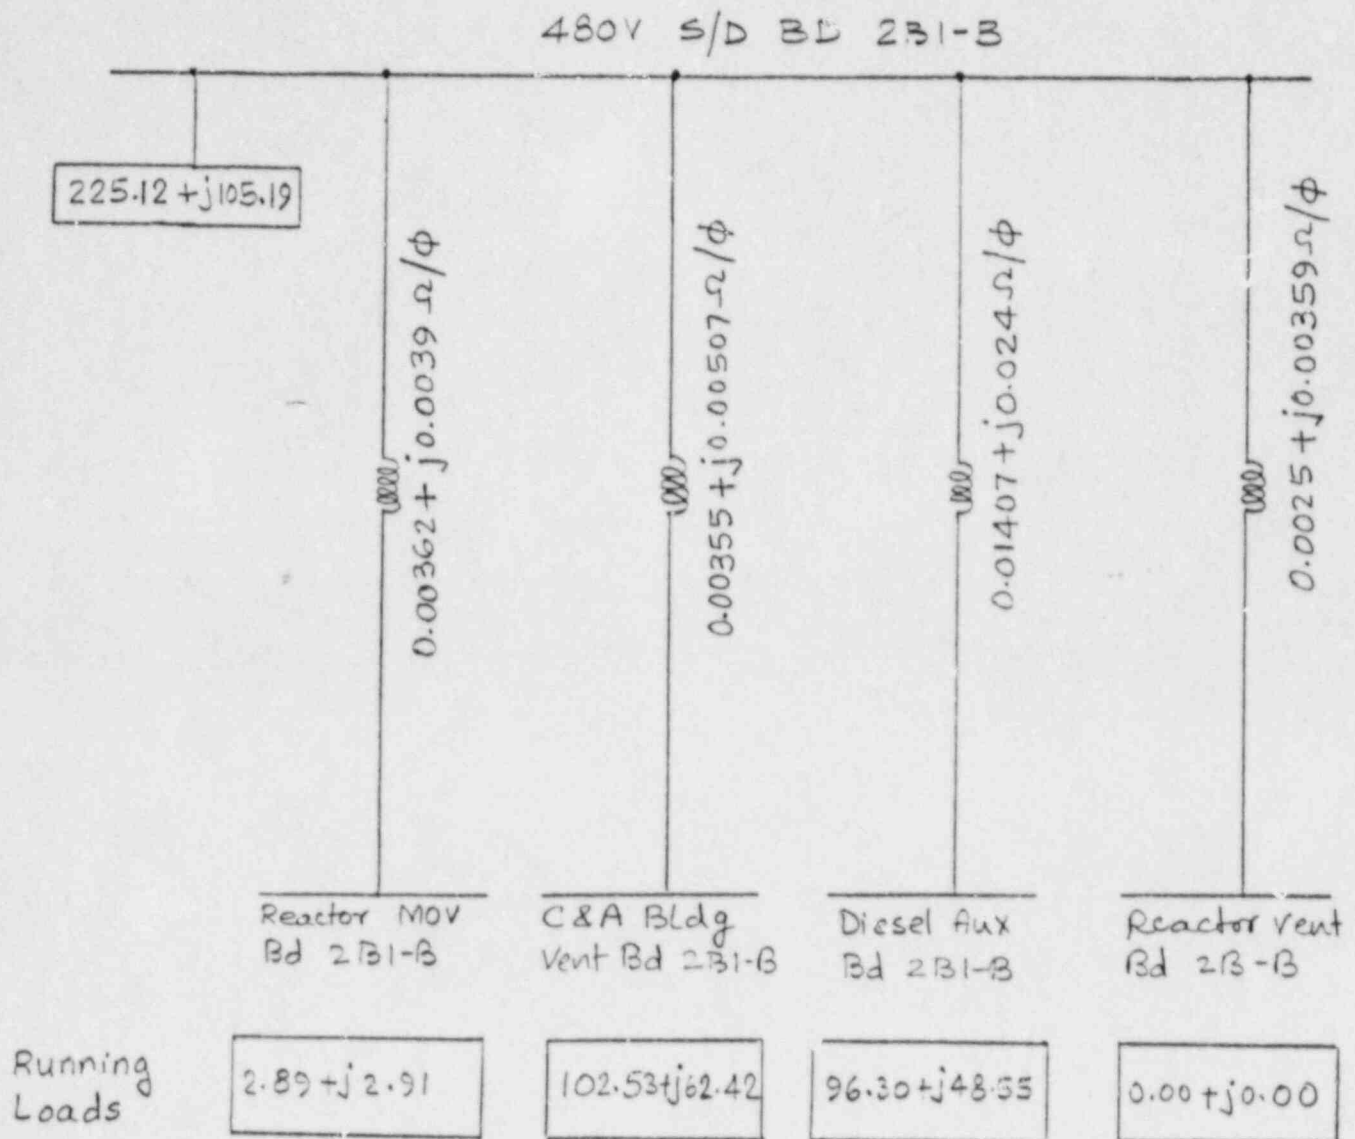 480V S/D BD 2B1-B
225.12 + j105.19
0.00362 + j0.0039 Ω/φ
0.00355 + j0.00507 Ω/φ
0.01407 + j0.024 Ω/φ
0.0025 + j0.00359 Ω/φ
Reactor MOV
Bd 2B1-B
C&A Bldg
Vent Bd 2B1-B
Diesel Aux
Bd 2B1-B
Reactor Vent
Bd 2B-B
Running
Loads
2.89 + j 2.91
102.53+j62.42
96.30+j48.55
0.00 + j0.00